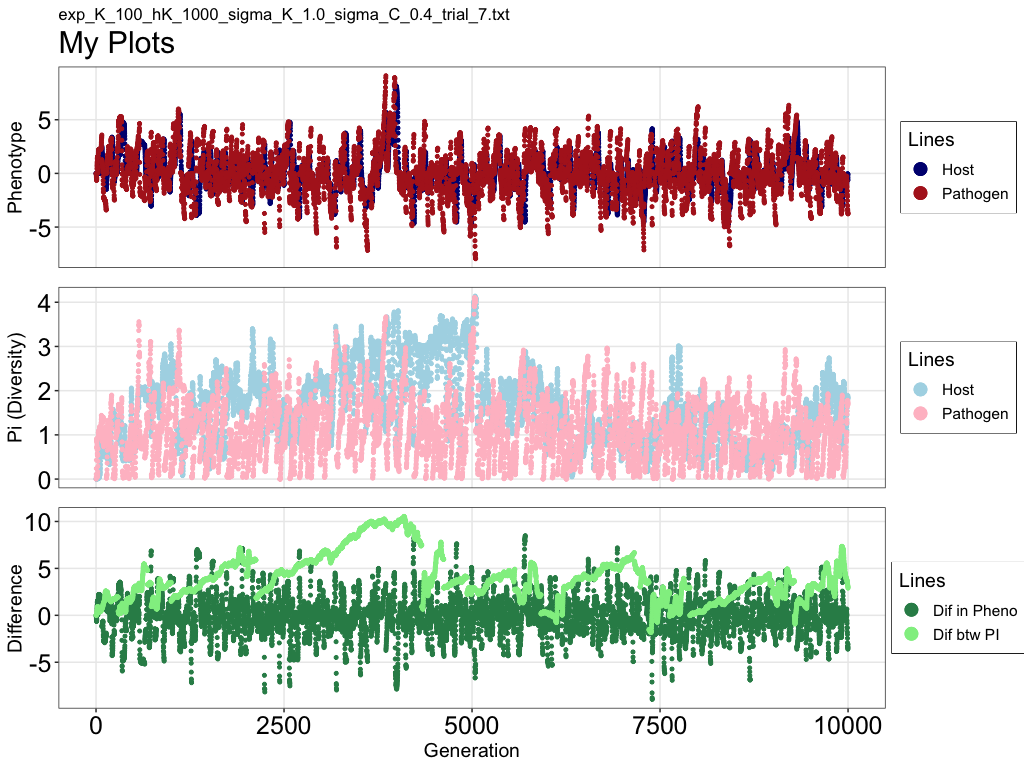 exp_K_100_hK_1000_sigma_K_1.0_sigma_C_0.4_trial_7.txt
My Plots
Phenotype
5
0
-5
Lines
Host
Pathogen
Pi (Diversity)
4
3
2
1
0
Lines
Host
Pathogen
Difference
10
5
0
-5
Lines
Dif in Pheno
Dif btw PI
0 2500 5000 7500 10000
Generation